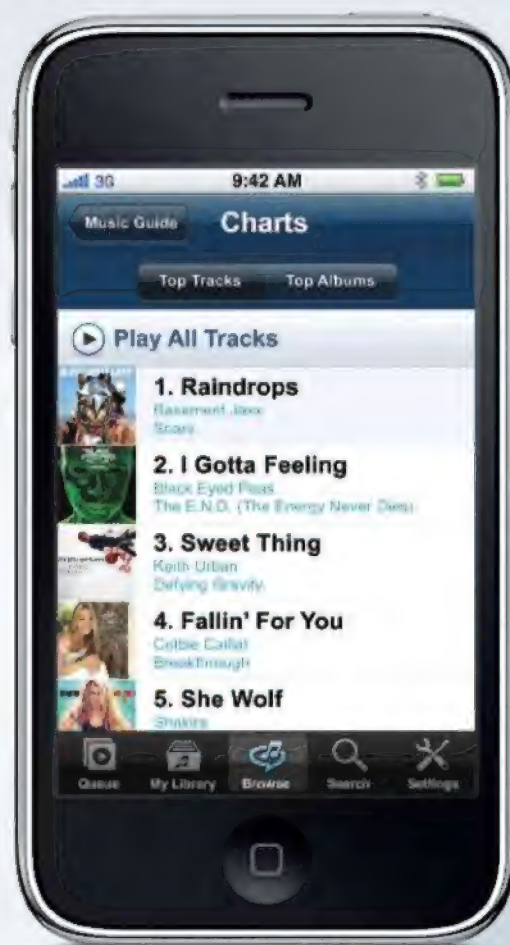 3G 9:42 AM
Music Guide Charts
Top Tracks Top Albums
Play All Tracks
1. Raindrops
Basement Jaxx
Scars
2. I Gotta Feeling
Black Eyed Peas
The E.N.D. (The Energy Never Dies)
3. Sweet Thing
Keith Urban
Defying Gravity
4. Fallin' For You
Colbie Caillat
Breakthrough
5. She Wolf
Shakira
Queue My Library Browse Search Settings